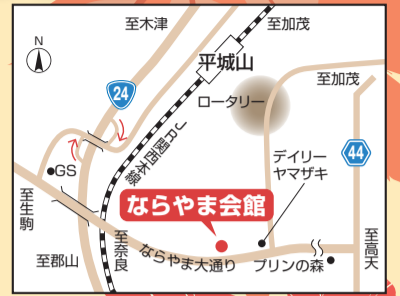 至木津
至加茂
N
平城山
24
ロータリー
至加茂
JR関西本線
デイリー
ヤマザキ
44
GS
至生駒
ならやま会館
至郡山
至奈良
ならやま大通り
プリンの森
至高天